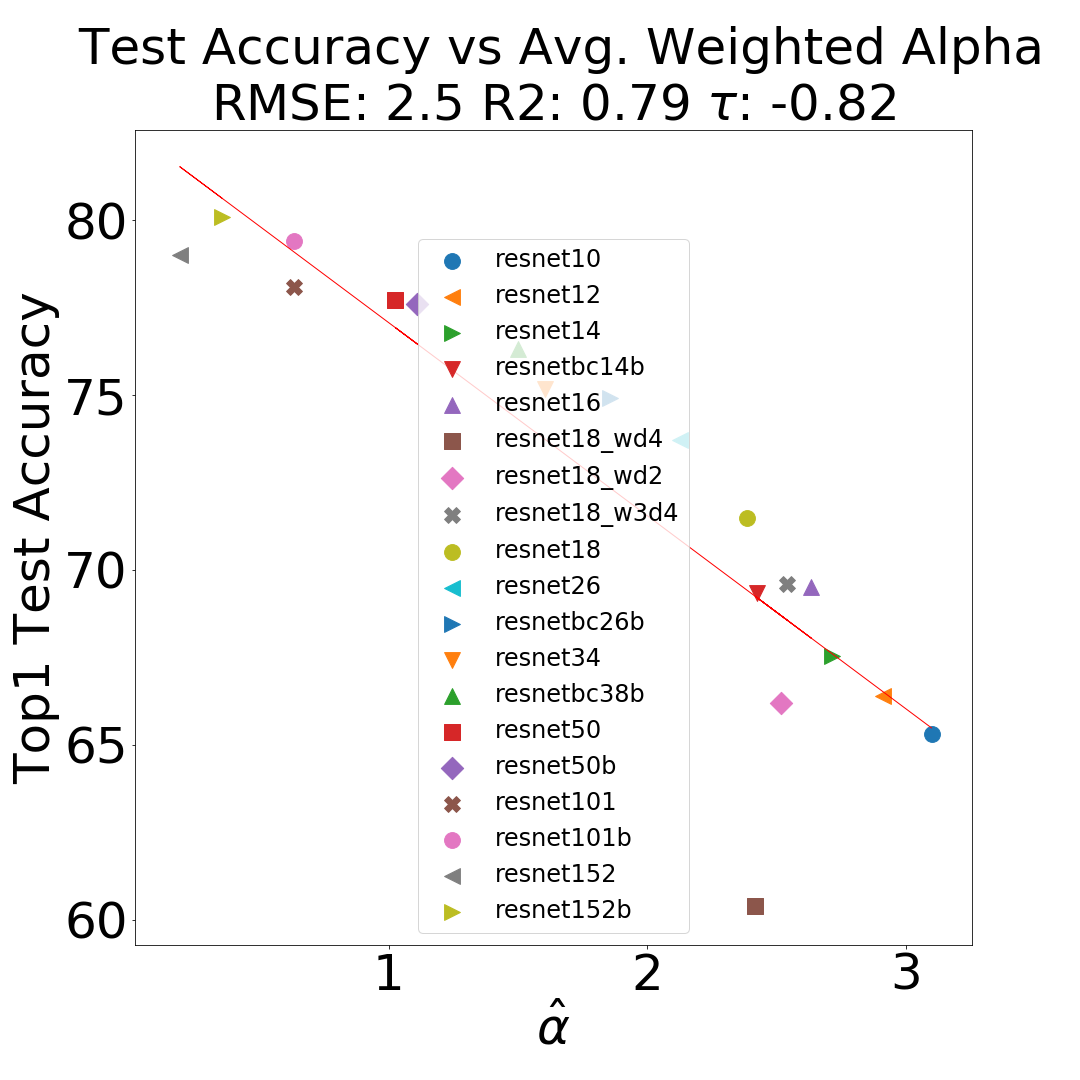 Test Accuracy vs Avg. Weighted Alpha
RMSE: 2.5 R2: 0.79 τ: -0.82
Top1 Test Accuracy
80
75
70
65
60
resnet10
resnet12
resnet14
resnetbc14b
resnet16
resnet18_wd4
resnet18_wd2
resnet18_w3d4
resnet18
resnet26
resnetbc26b
resnet34
resnetbc38b
resnet50
resnet50b
resnet101
resnet101b
resnet152
resnet152b
1 2 3
α̂